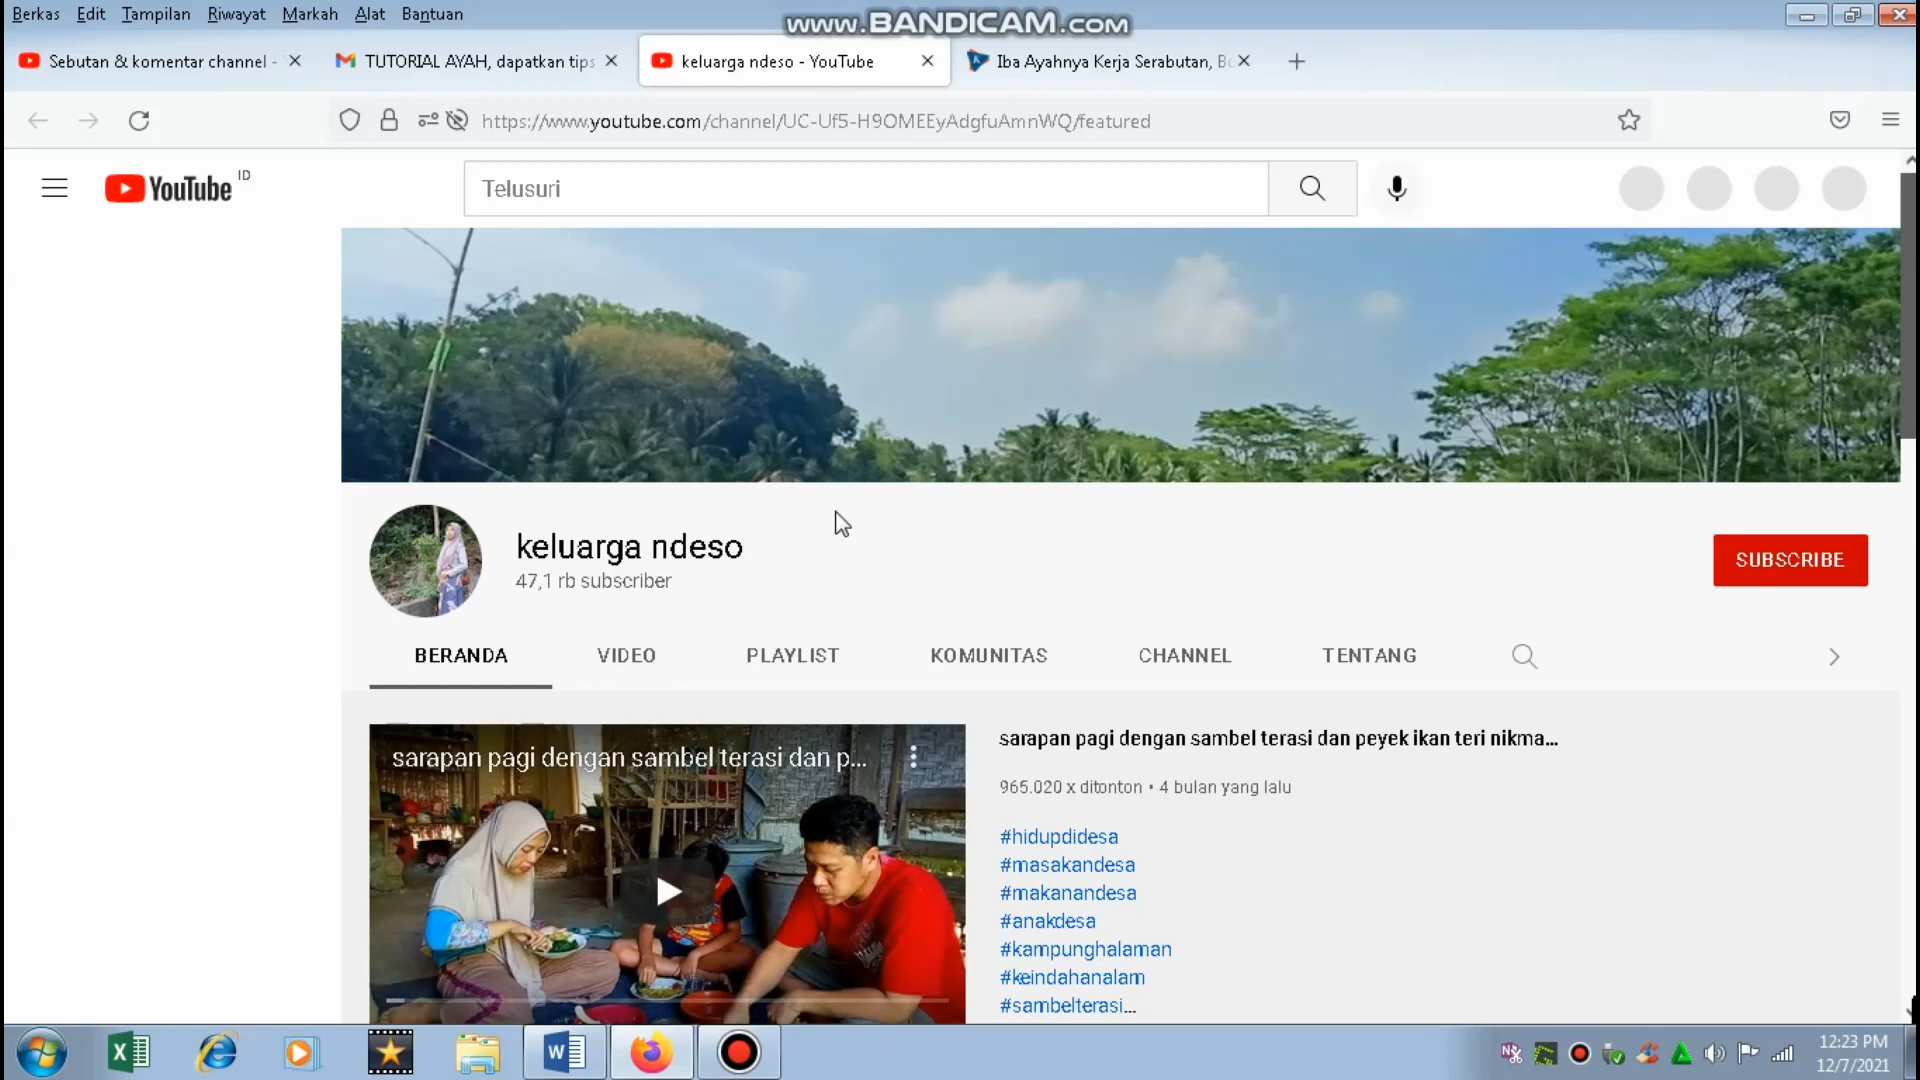 Berkas Edit Tampilan Riwayat Markah Alat Bantuan
www.BANDICAM.com
Sebutan & komentar channel -
TUTORIAL AYAH, dapatkan tips
keluarga ndeso - YouTube
Iba Ayahnya Kerja Serabutan, Bo
https://www.youtube.com/channel/UC-Uf5-H9OMEEyAdgfuAmnWQ/featured
YouTube ID
Telusuri
keluarga ndeso
47,1 rb subscriber
SUBSCRIBE
BERANDA VIDEO PLAYLIST KOMUNITAS CHANNEL TENTANG
sarapan pagi dengan sambel terasi dan p...
sarapan pagi dengan sambel terasi dan peyek ikan teri nikma...
965.020 x ditonton • 4 bulan yang lalu
#hidupdidesa
#masakandesa
#makanandesa
#anakdesa
#kampunghalaman
#keindahanalam
#sambelterasi...
12:23 PM
12/7/2021